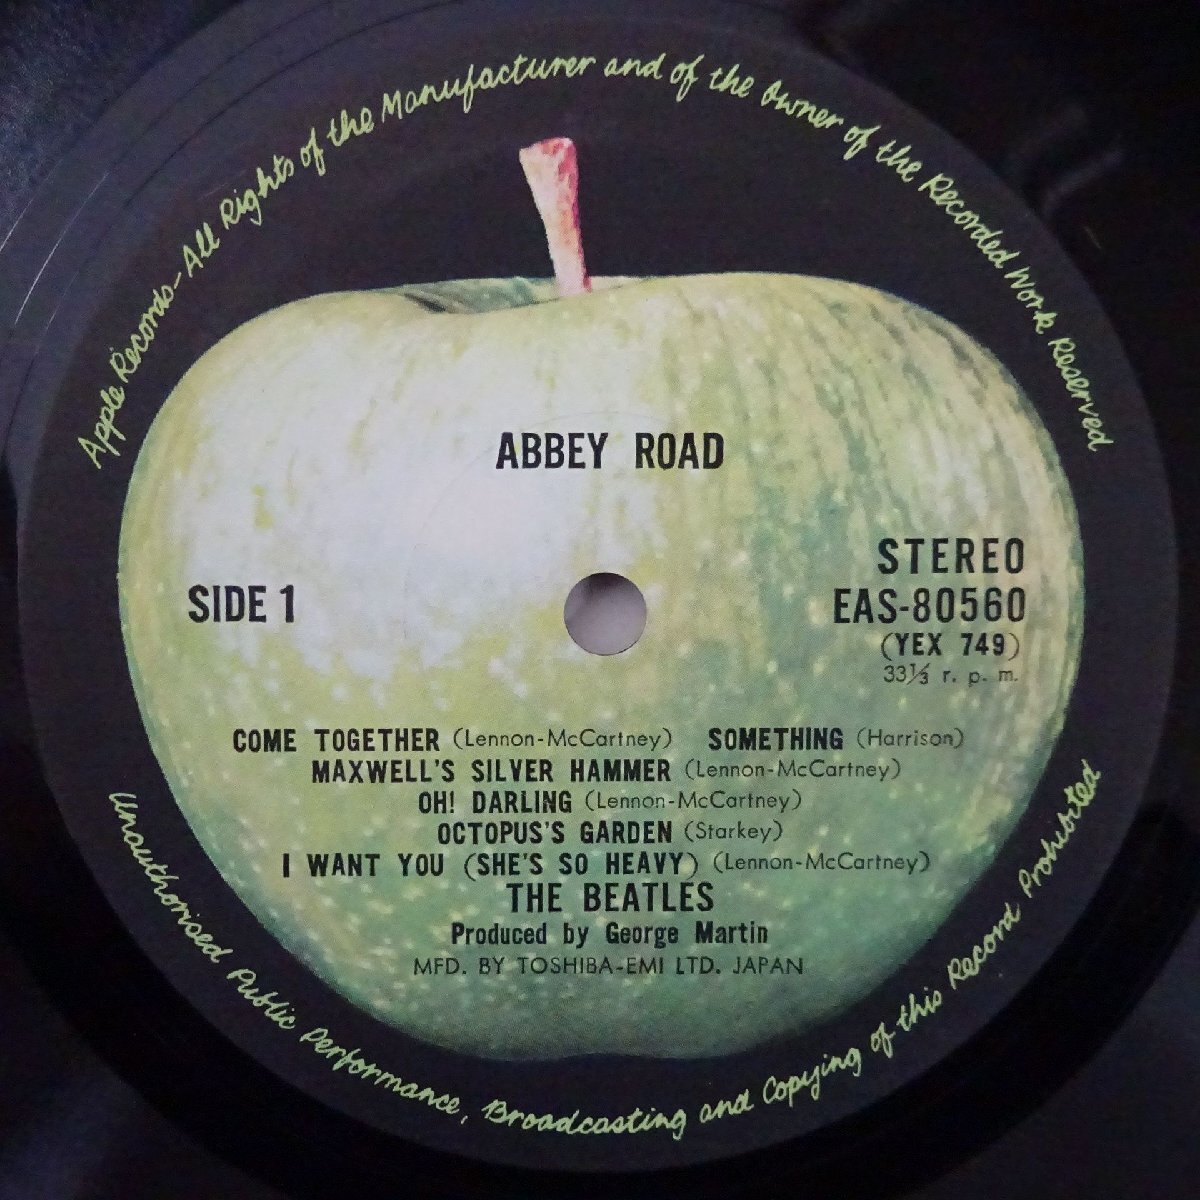 Apple Records-All Rights of the Manufacturer and of the Owner of the Recorded Work Reserved
ABBEY ROAD
SIDE 1
STEREO
EAS-80560
(YEX 749)
33⅓ r. p. m.
COME TOGETHER (Lennon-McCartney) SOMETHING (Harrison)
MAXWELL'S SILVER HAMMER (Lennon-McCartney)
OH! DARLING (Lennon-McCartney)
OCTOPUS'S GARDEN (Starkey)
I WANT YOU (SHE'S SO HEAVY) (Lennon-McCartney)
THE BEATLES
Produced by George Martin
MFD. BY TOSHIBA-EMI LTD. JAPAN
Unauthorised Public Performance, Broadcasting and Copying of this Record Prohibited